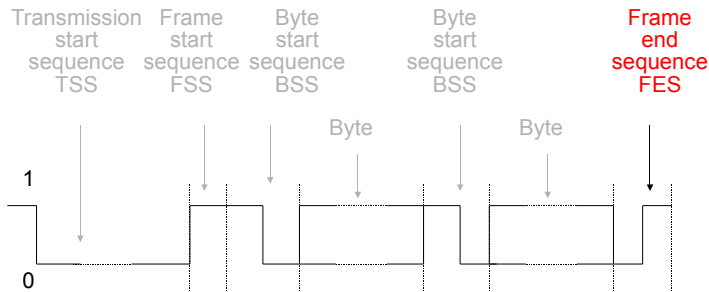 Transmission
start
sequence
TSS
Frame
start
sequence
FSS
Byte
start
sequence
BSS
Byte
start
sequence
BSS
Frame
end
sequence
FES
Byte
Byte
1
0